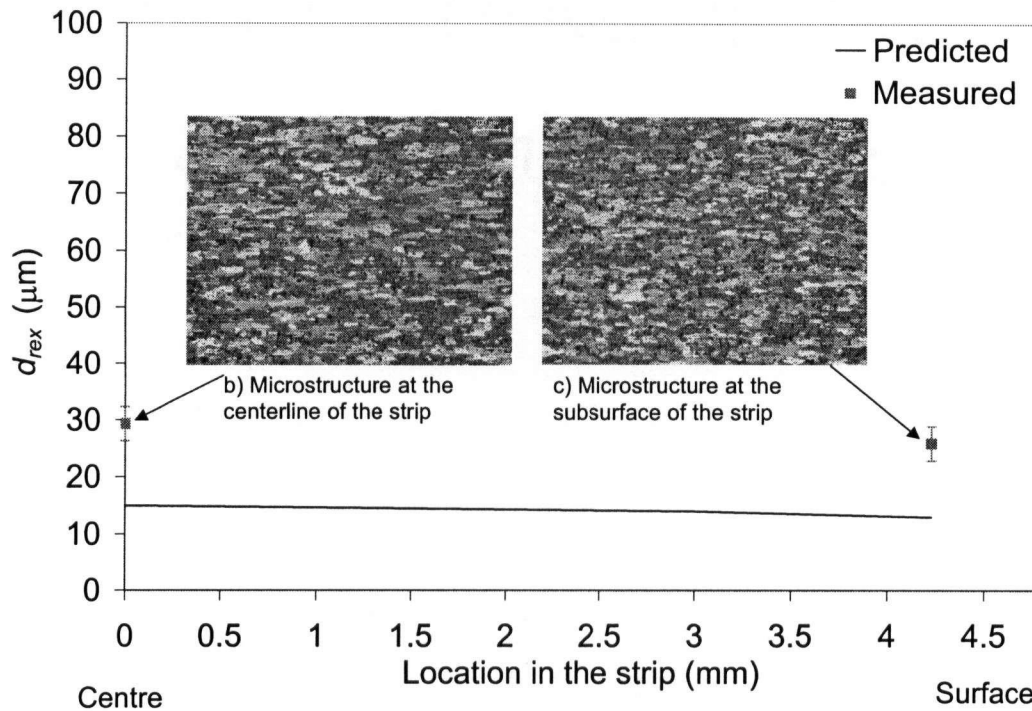 100
90
80
70
60
50
40
30
20
10
0
d_rex (μm)
Predicted
Measured
b) Microstructure at the
centerline of the strip
c) Microstructure at the
subsurface of the strip
0 0.5 1 1.5 2 2.5 3 3.5 4 4.5
Location in the strip (mm)
Centre
Surface